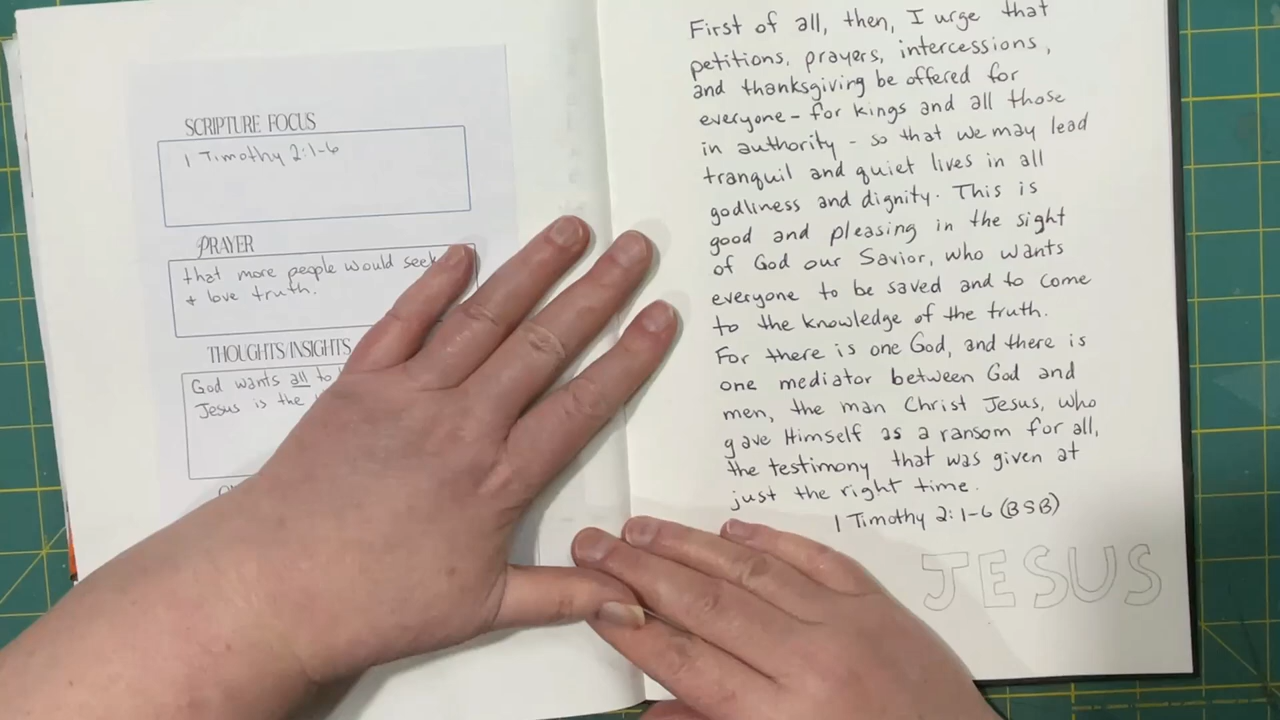 SCRIPTURE FOCUS
1 Timothy 2:1-6
PRAYER
that more people would seek
+ love truth.
THOUGHTS/INSIGHTS
God wants all to
Jesus is the
First of all, then, I urge that
petitions, prayers, intercessions,
and thanksgiving be offered for
everyone - for kings and all those
in authority - so that we may lead
tranquil and quiet lives in all
godliness and dignity. This is
good and pleasing in the sight
of God our Savior, who wants
everyone to be saved and to come
to the knowledge of the truth.
For there is one God, and there is
one mediator between God and
men, the man Christ Jesus, who
gave Himself as a ransom for all,
the testimony that was given at
just the right time.
1 Timothy 2:1-6 (BSB)
JESUS